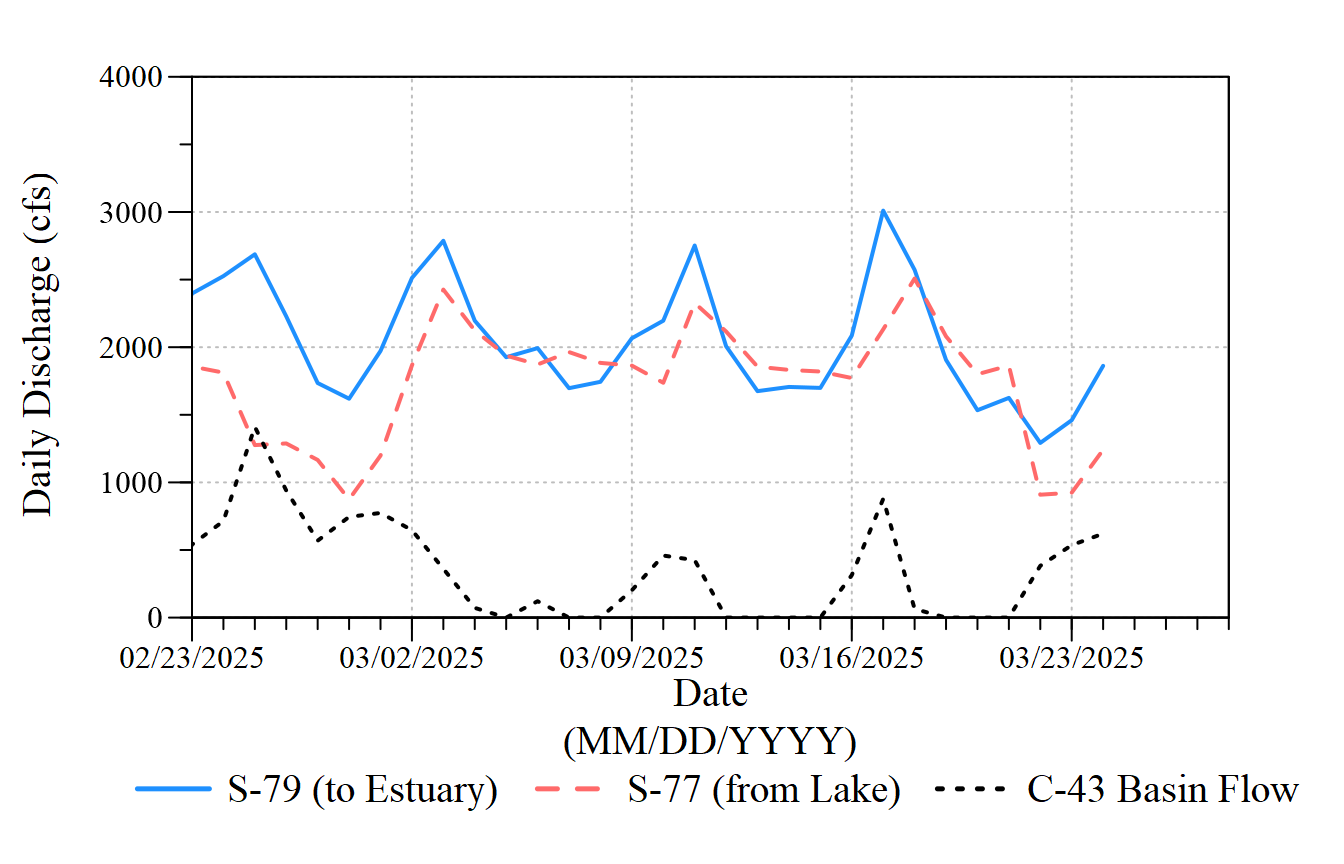 4000
3000
2000
1000
0
Daily Discharge (cfs)
02/23/2025 03/02/2025 03/09/2025 03/16/2025 03/23/2025
Date
(MM/DD/YYYY)
S-79 (to Estuary) S-77 (from Lake) C-43 Basin Flow